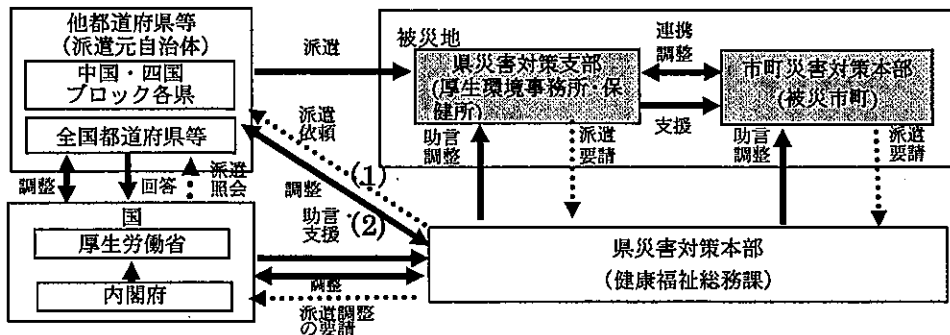 他都道府県等
(派遣元自治体)
中国・四国
ブロック各県
全国都道府県等
派遣
被災地
県災害対策支部
(厚生環境事務所・保
健所)
連携
調整
支援
市町災害対策本部
(被災市町)
助言
調整
派遣
要請
助言
調整
派遣
要請
派遣
依頼
(1)
調整
(2)
助言
支援
調整
回答
派遣
照会
国
厚生労働省
内閣府
調整
派遣調整
の要請
県災害対策本部
(健康福祉総務課)